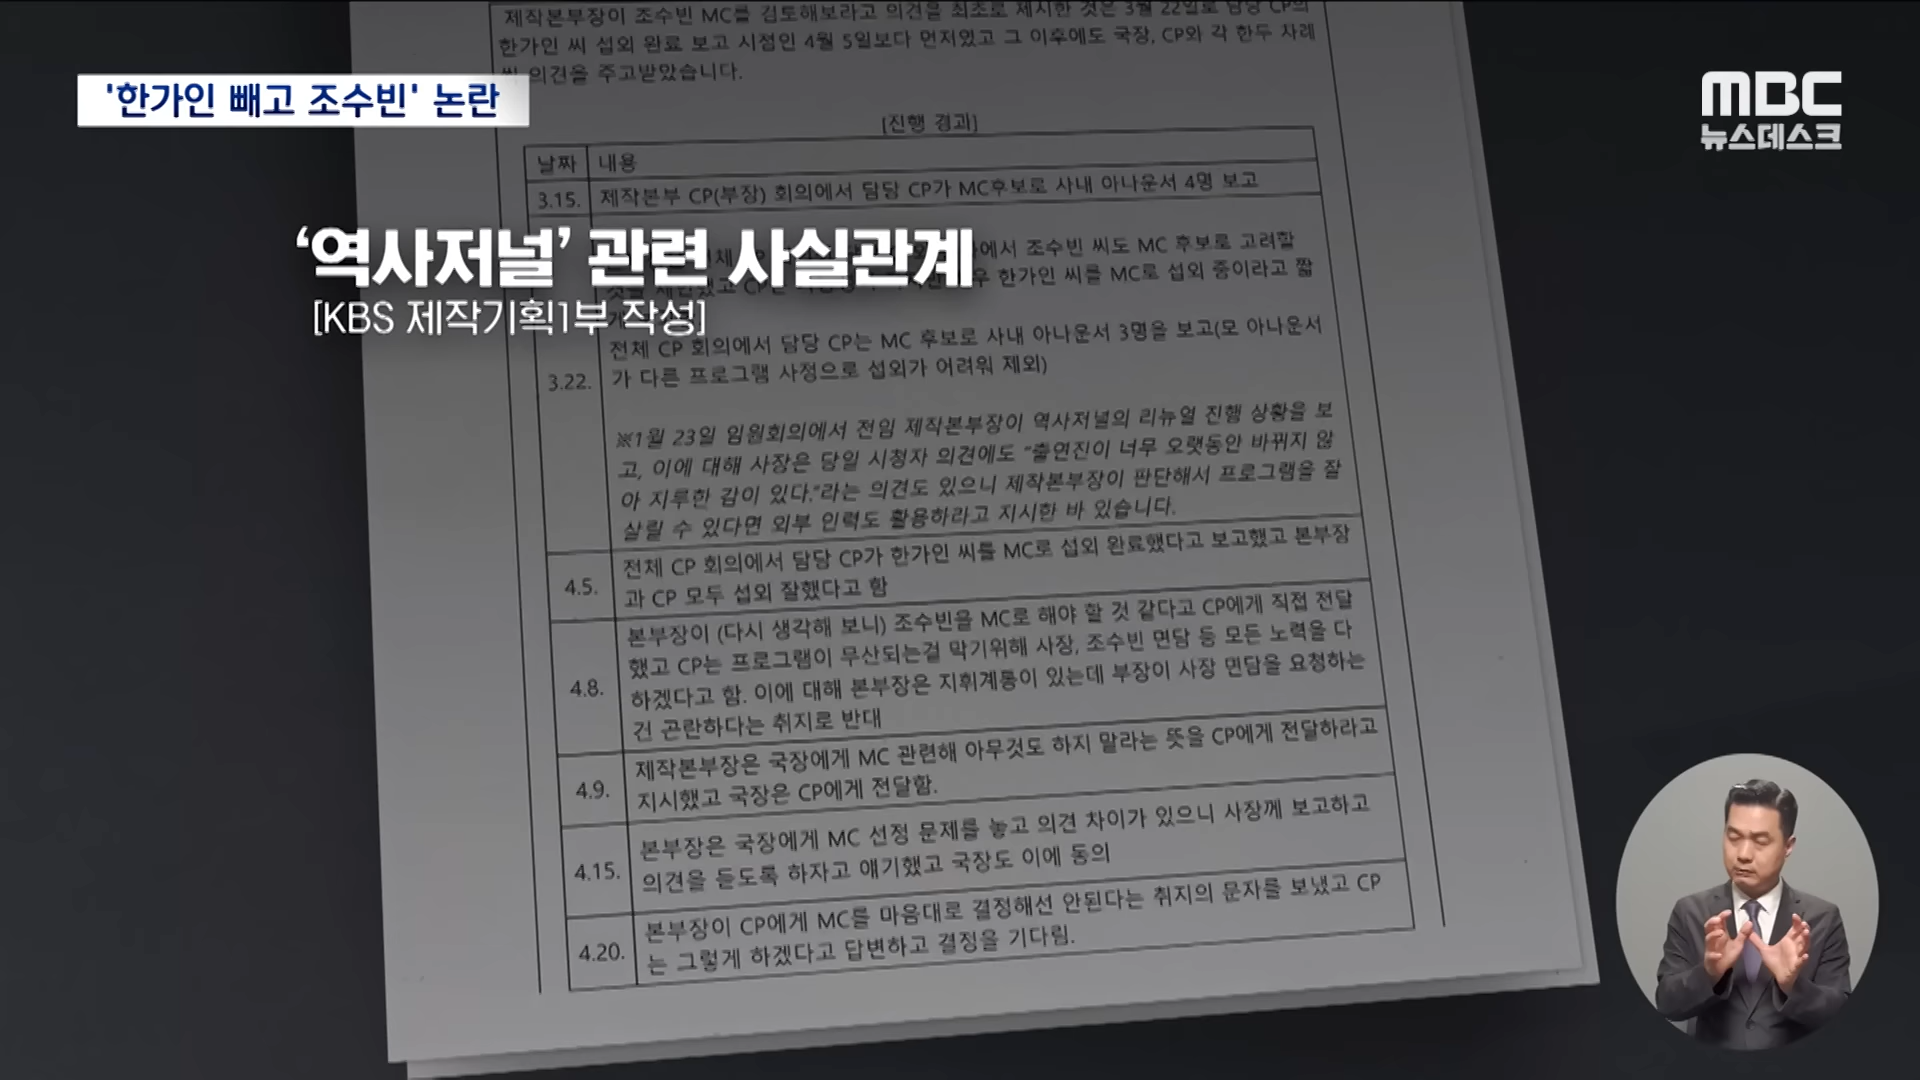 제작본부장이 조수빈 MC를 검토해보라고 의견을 최초로 제시한 것은 3월 22일로 담당 CP의
한가인 씨 섭외 완료 보고 시점인 4월 5일보다 먼저였고 그 이후에도 국장, CP와 각 한두 차례
의견을 주고받았습니다.
'한가인 빼고 조수빈' 논란
MBC
뉴스데스크
[진행 경과]
날짜 내용
3.15. 제작본부 CP(부장) 회의에서 담당 CP가 MC후보로 사내 아나운서 4명 보고
‘역사저널’ 관련 사실관계
[KBS 제작기획1부 작성]
에서 조수빈 씨도 MC 후보로 고려할
한가인 씨를 MC로 섭외 중이라고 짧
3.22. 전체 CP 회의에서 담당 CP는 MC 후보로 사내 아나운서 3명을 보고(모 아나운서
가 다른 프로그램 사정으로 섭외가 어려워 제외)
※1월 23일 임원회의에서 전임 제작본부장이 역사저널의 리뉴얼 진행 상황을 보
고, 이에 대해 사장은 당일 시청자 의견에도 "출연진이 너무 오랫동안 바뀌지 않
아 지루한 감이 있다."라는 의견도 있으니 제작본부장이 판단해서 프로그램을 잘
살릴 수 있다면 외부 인력도 활용하라고 지시한 바 있습니다.
4.5. 전체 CP 회의에서 담당 CP가 한가인 씨를 MC로 섭외 완료했다고 보고했고 본부장
과 CP 모두 섭외 잘했다고 함
4.8. 본부장이 (다시 생각해 보니) 조수빈을 MC로 해야 할 것 같다고 CP에게 직접 전달
했고 CP는 프로그램이 무산되는걸 막기위해 사장, 조수빈 면담 등 모든 노력을 다
하겠다고 함. 이에 대해 본부장은 지휘계통이 있는데 부장이 사장 면담을 요청하는
건 곤란하다는 취지로 반대
4.9. 제작본부장은 국장에게 MC 관련해 아무것도 하지 말라는 뜻을 CP에게 전달하라고
지시했고 국장은 CP에게 전달함.
4.15. 본부장은 국장에게 MC 선정 문제를 놓고 의견 차이가 있으니 사장께 보고하고
의견을 듣도록 하자고 얘기했고 국장도 이에 동의
4.20. 본부장이 CP에게 MC를 마음대로 결정해선 안된다는 취지의 문자를 보냈고 CP
는 그렇게 하겠다고 답변하고 결정을 기다림.